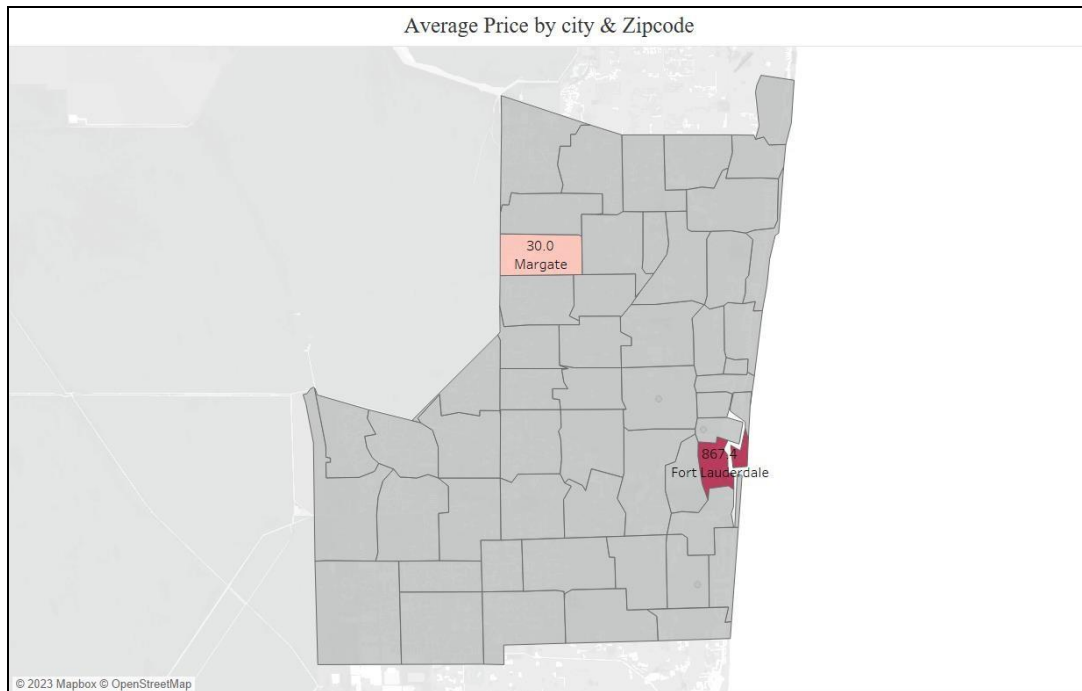 Average Price by city & Zipcode
30.0
Margate
867.4
Fort Lauderdale
© 2023 Mapbox © OpenStreetMap